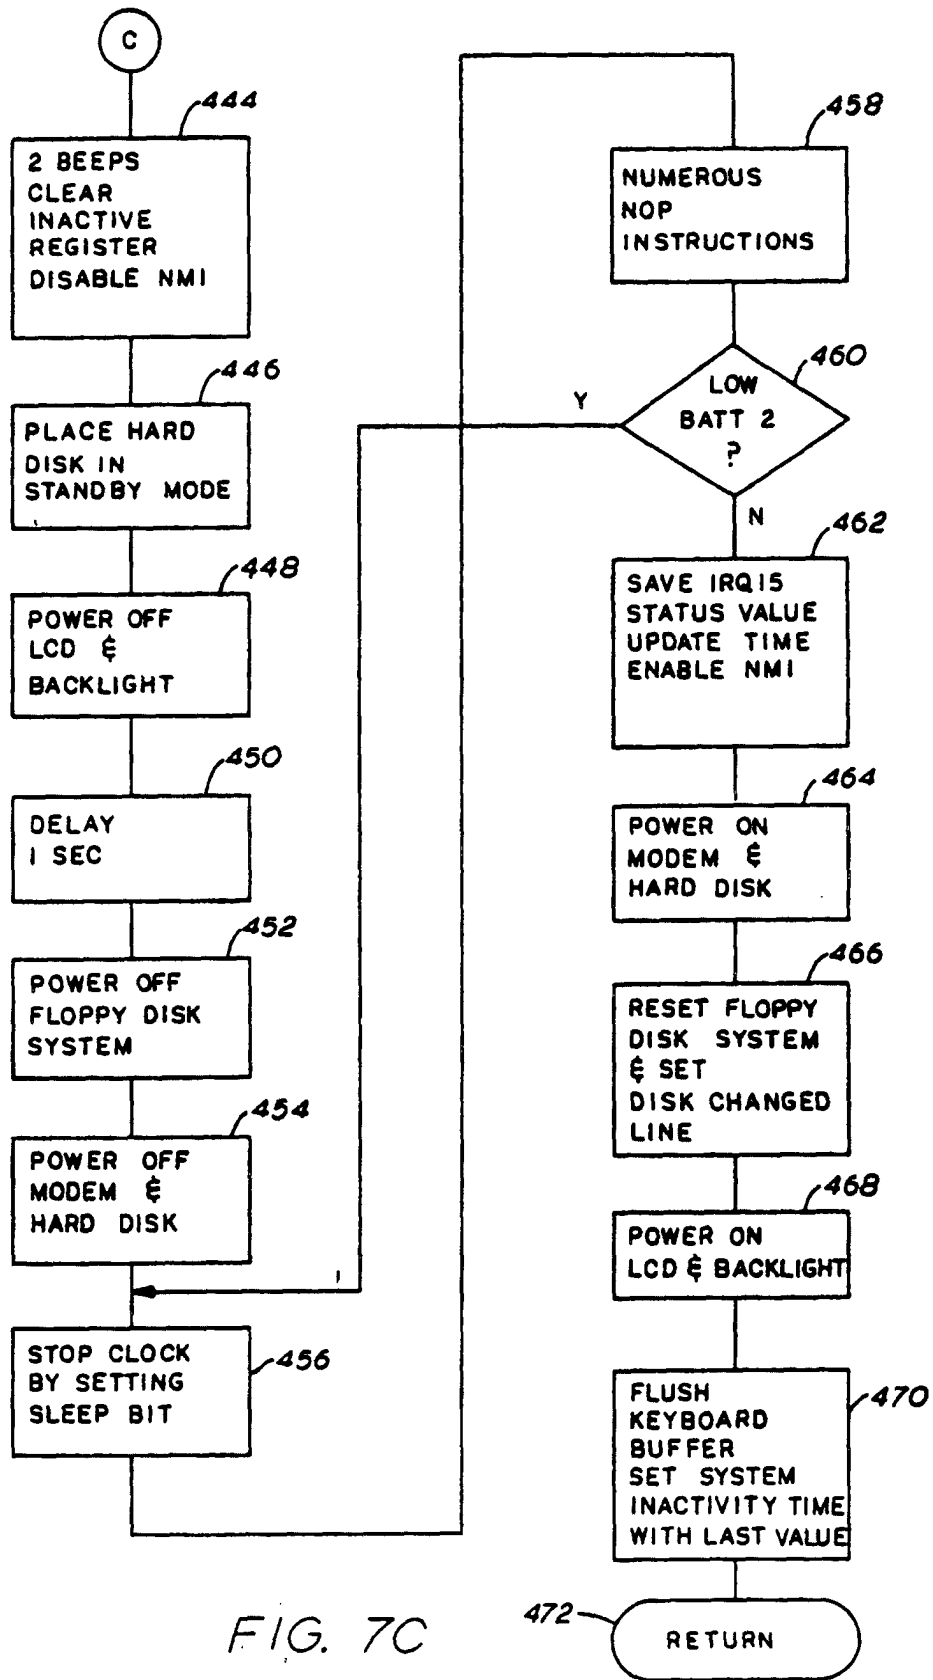 C
444
2 BEEPS
CLEAR
INACTIVE
REGISTER
DISABLE NMI
446
PLACE HARD
DISK IN
STANDBY MODE
448
POWER OFF
LCD &
BACKLIGHT
450
DELAY
1 SEC
452
POWER OFF
FLOPPY DISK
SYSTEM
454
POWER OFF
MODEM &
HARD DISK
456
STOP CLOCK
BY SETTING
SLEEP BIT
458
NUMEROUS
NOP
INSTRUCTIONS
460
LOW
BATT 2
?
Y
N
462
SAVE IRQ15
STATUS VALUE
UPDATE TIME
ENABLE NMI
464
POWER ON
MODEM &
HARD DISK
466
RESET FLOPPY
DISK SYSTEM
& SET
DISK CHANGED
LINE
468
POWER ON
LCD & BACKLIGHT
470
FLUSH
KEYBOARD
BUFFER
SET SYSTEM
INACTIVITY TIME
WITH LAST VALUE
472
RETURN
FIG. 7C